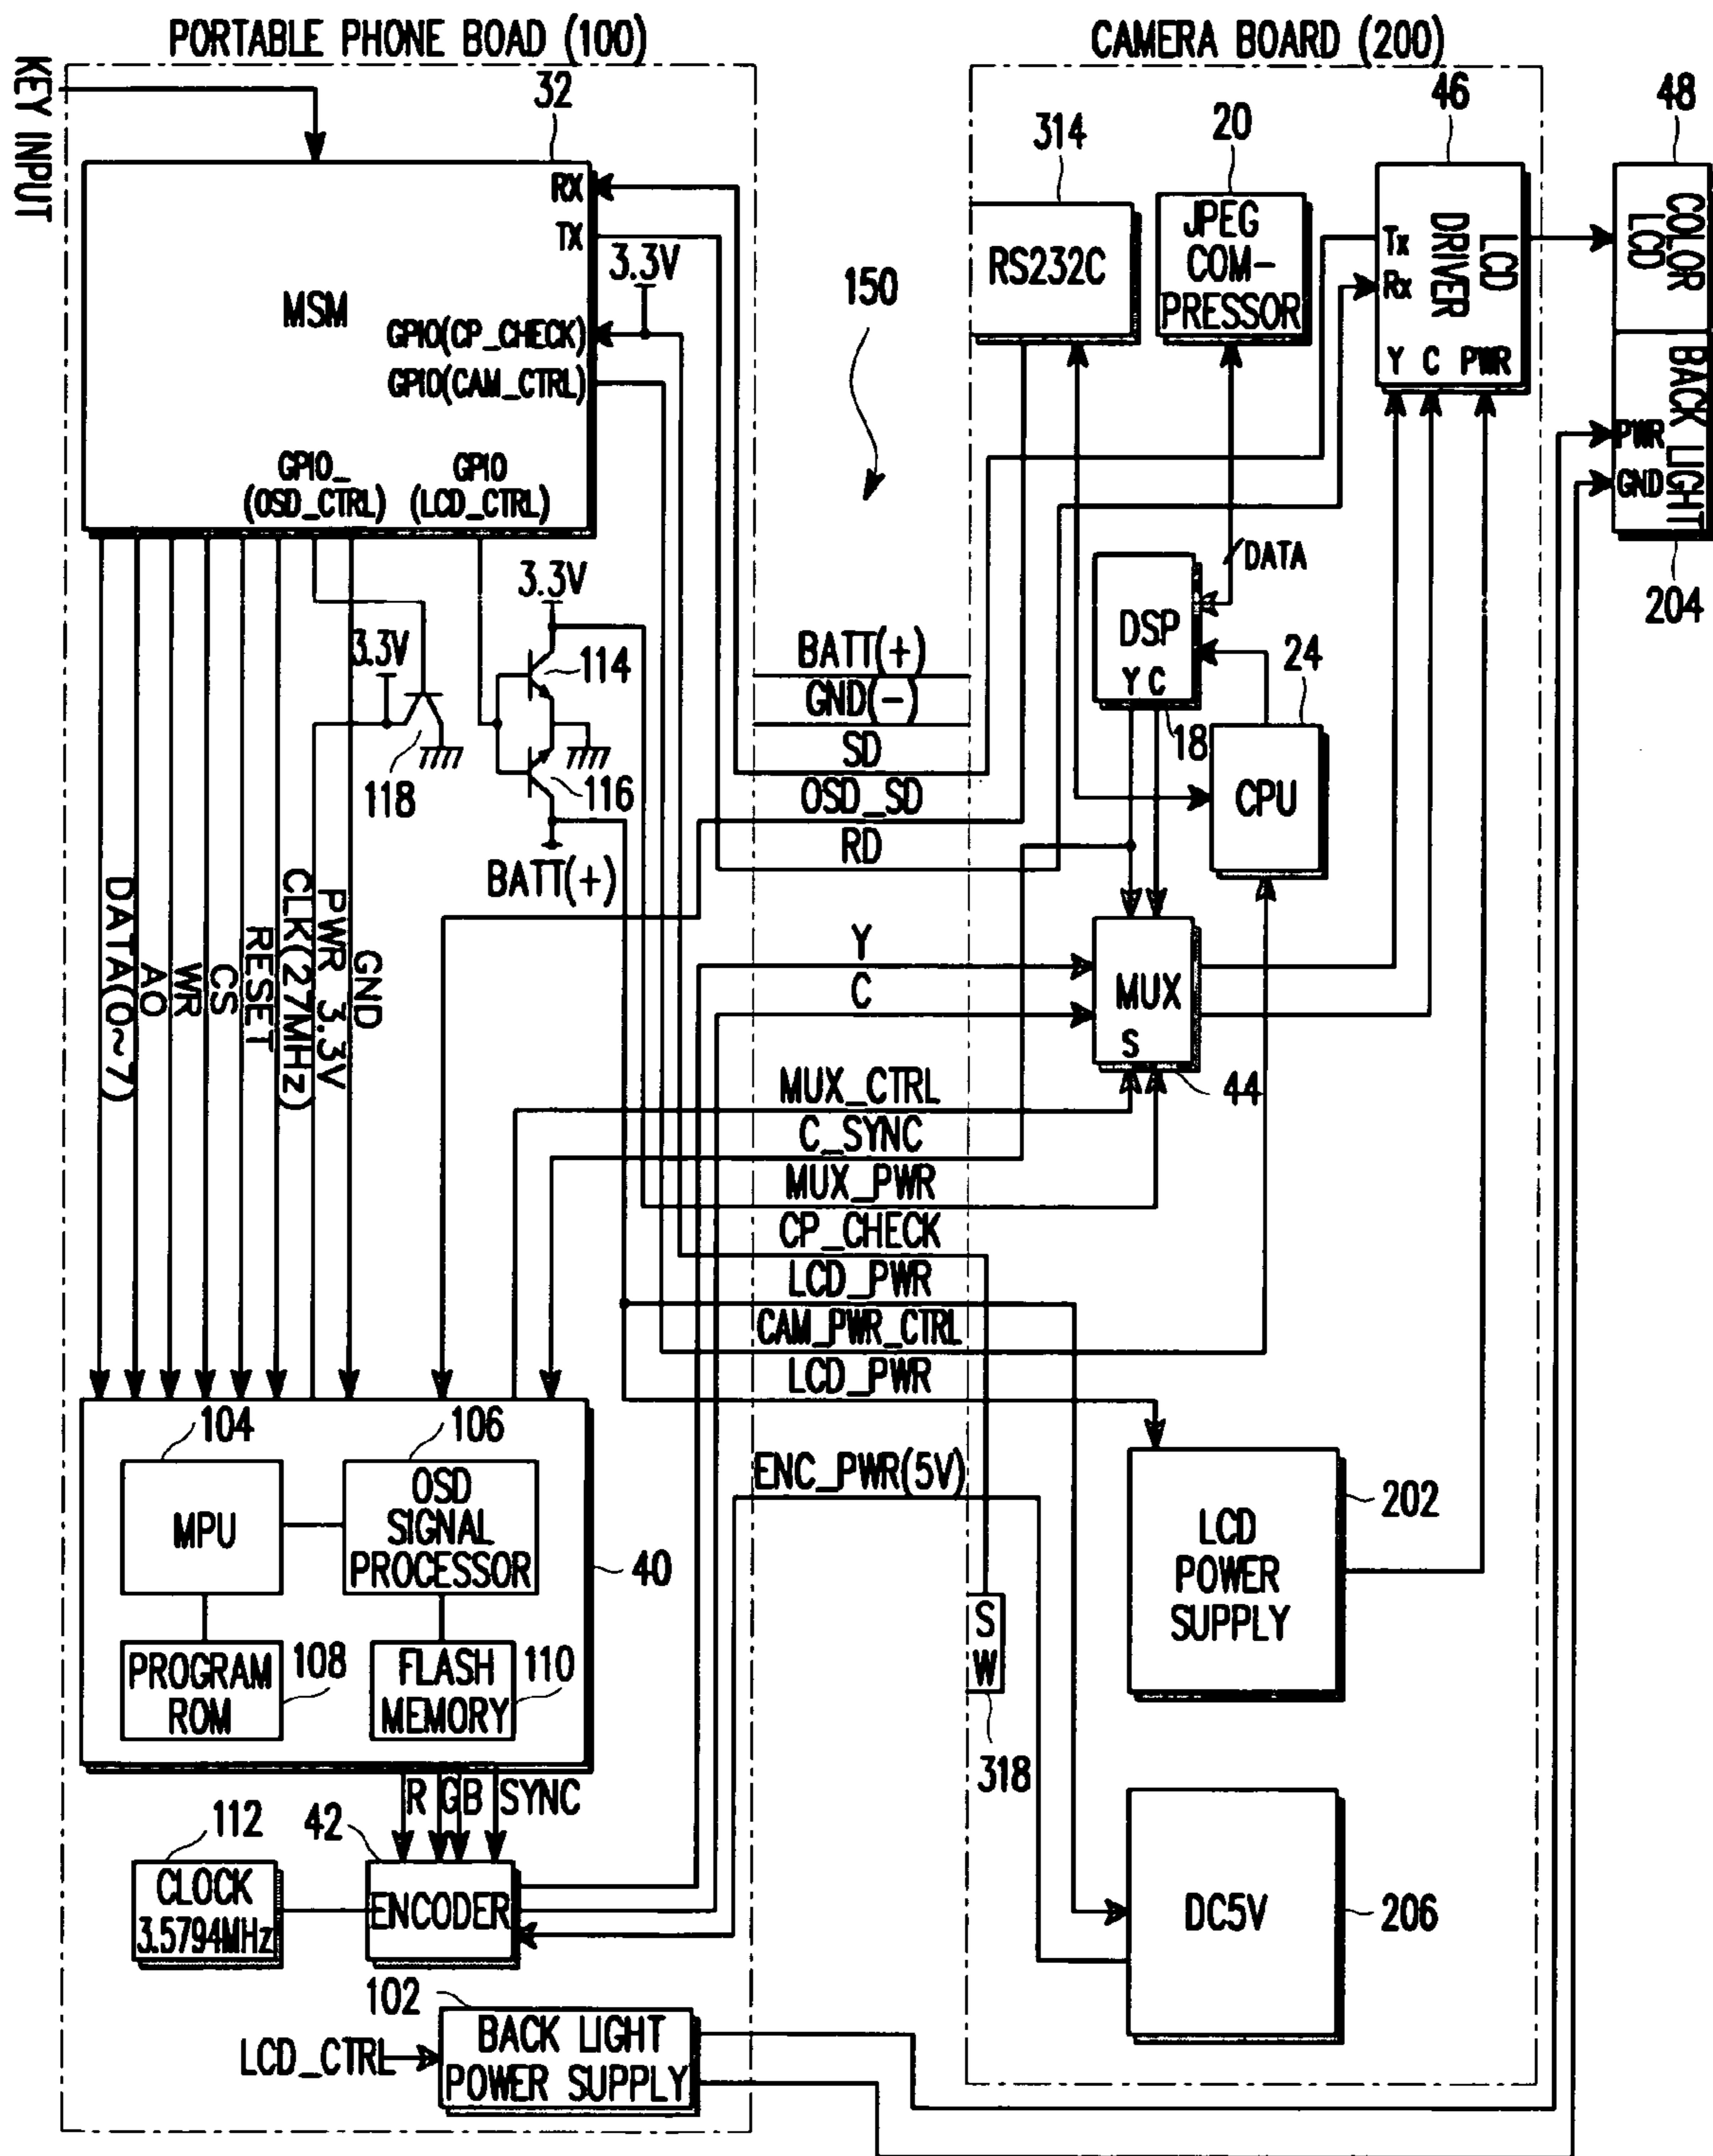 PORTABLE PHONE BOAD (100)
CAMERA BOARD (200)
KEY INPUT
32
RX
TX
3.3V
MSM
GPIO(CP_CHECK)
GPIO(CAM_CTRL)
GPIO_
(OSD_CTRL)
GPIO
(LCD_CTRL)
150
314
RS232C
20
JPEG
COM-
PRESSOR
46
LCD
DRIVER
Tx
Rx
Y C PWR
48
COLOR
LCD
BACK LIGHT
PWR
GND
204
DATA
DSP
Y C
18
24
CPU
3.3V
3.3V
114
116
118
BATT(+)
BATT(+)
GND(-)
SD
OSD_SD
RD
Y
C
MUX
S
44
MUX_CTRL
C_SYNC
MUX_PWR
CP_CHECK
LCD_PWR
CAM_PWR_CTRL
LCD_PWR
ENC_PWR(5V)
DATA(0~7)
AO
WR
CS
RESET
CLK(27MHz)
PWR 3.3V
GND
104
MPU
106
OSD
SIGNAL
PROCESSOR
40
PROGRAM
ROM
108
FLASH
MEMORY
110
R GB SYNC
112
CLOCK
3.5794MHz
42
ENCODER
102
LCD_CTRL
BACK LIGHT
POWER SUPPLY
S
W
318
LCD
POWER
SUPPLY
202
DC5V
206